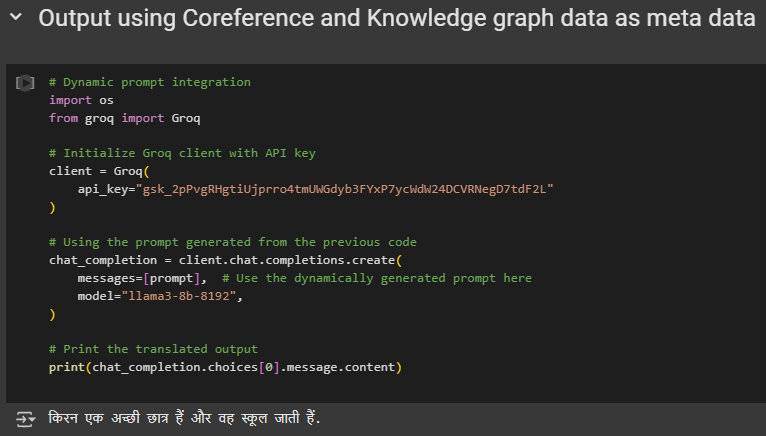 Output using Coreference and Knowledge graph data as meta data
# Dynamic prompt integration
import os
from groq import Groq
# Initialize Groq client with API key
client = Groq(
api_key="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"
)
# Using the prompt generated from the previous code
chat_completion = client.chat.completions.create(
messages=[prompt],  # Use the dynamically generated prompt here
model="llama3-8b-8192",
)
# Print the translated output
print(chat_completion.choices[0].message.content)
किरन एक अच्छी छात्र हैं और वह स्कूल जाती हैं.